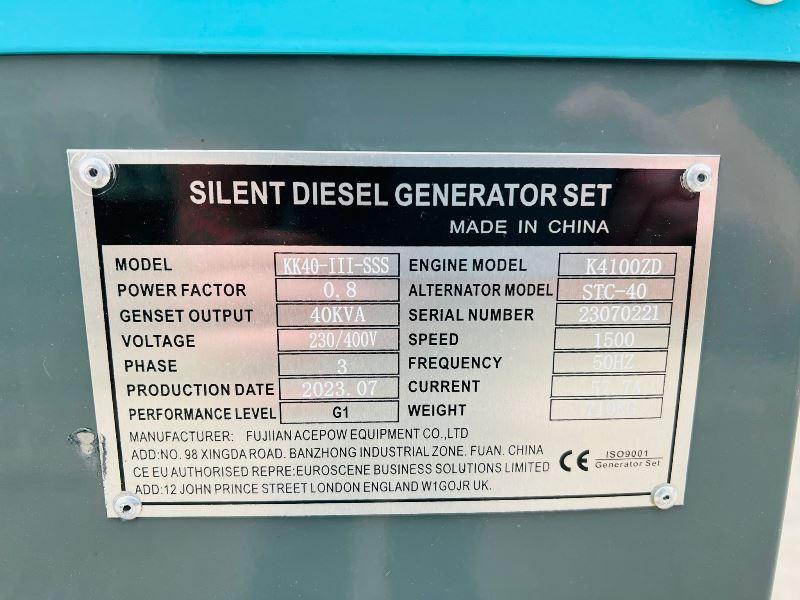 SILENT DIESEL GENERATOR SET
MADE IN CHINA
MODEL KK40-III-SSS ENGINE MODEL K4100ZD
POWER FACTOR 0.8 ALTERNATOR MODEL STC-40
GENSET OUTPUT 40KVA SERIAL NUMBER 23070221
VOLTAGE 230/400V SPEED 1500
PHASE 3 FREQUENCY 50HZ
PRODUCTION DATE 2023.07 CURRENT 57.7A
PERFORMANCE LEVEL G1 WEIGHT
MANUFACTURER: FUJIIAN ACEPOW EQUIPMENT CO.,LTD
ADD:NO. 98 XINGDA ROAD. BANZHONG INDUSTRIAL ZONE. FUAN. CHINA
CE EU AUTHORISED REPRE:EUROSCENE BUSINESS SOLUTIONS LIMITED
ADD:12 JOHN PRINCE STREET LONDON ENGLAND W1GOJR UK.
CE ISO9001
Generator Set